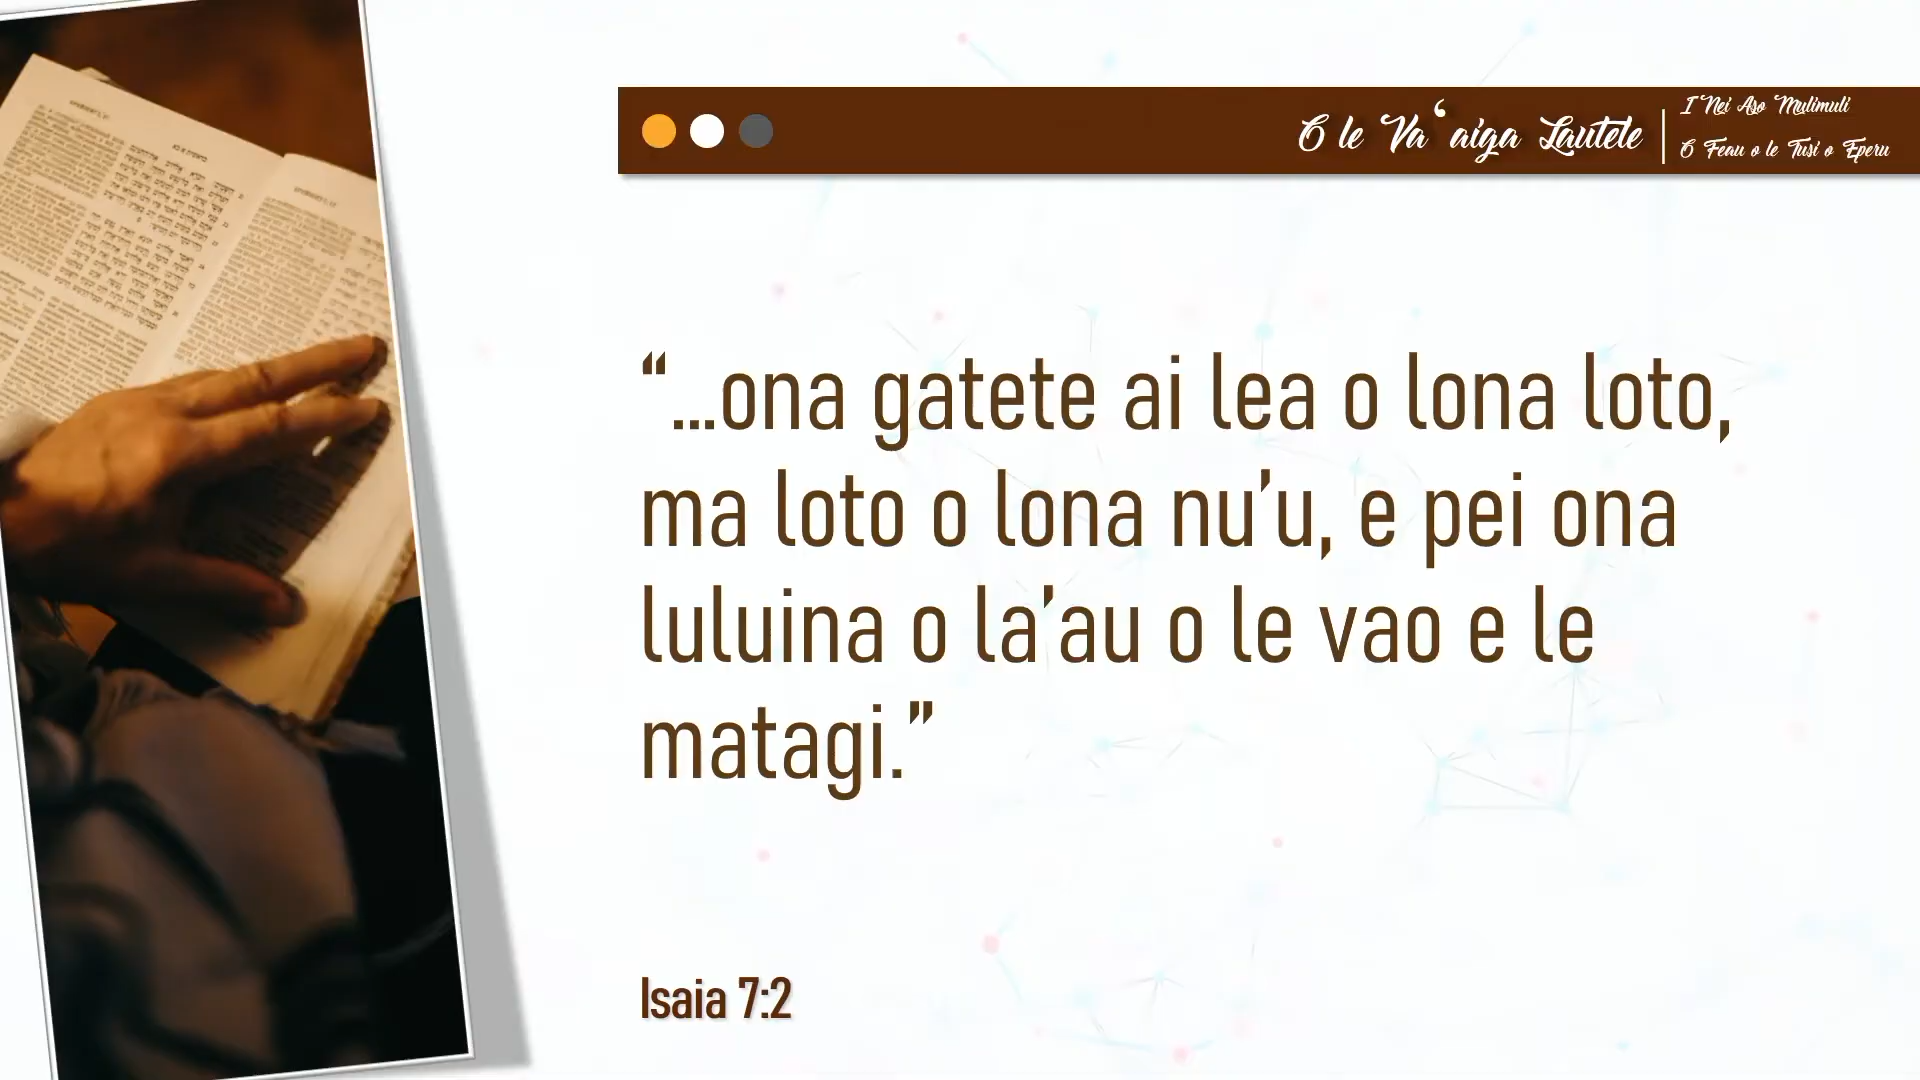 O le Va‘aiga Lautele
I Nei Aso Mulimuli
O Feau o le Tusi o Eperu
“...ona gatete ai lea o lona loto,
ma loto o lona nu’u, e pei ona
luluina o la’au o le vao e le
matagi.”
Isaia 7:2